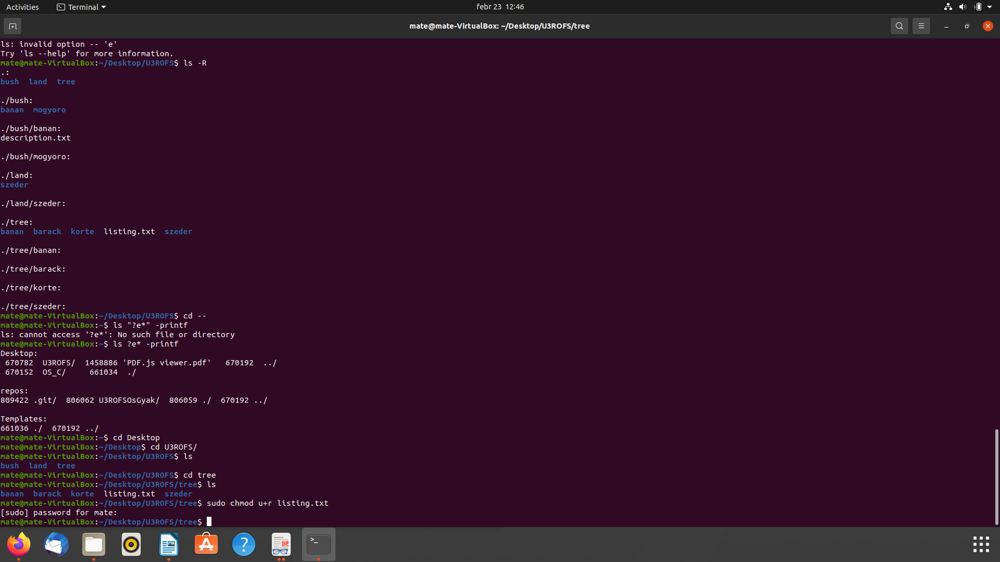 Activities
Terminal
febr 23 12:46
mate@mate-VirtualBox: ~/Desktop/U3ROFS/tree
ls: invalid option -- 'e'
Try 'ls --help' for more information.
mate@mate-VirtualBox:~/Desktop/U3ROFS$ ls -R
.:
bush  land  tree

./bush:
banan  mogyoro

./bush/banan:
description.txt

./bush/mogyoro:

./land:
szeder

./land/szeder:

./tree:
banan  barack  korte  listing.txt  szeder

./tree/banan:

./tree/barack:

./tree/korte:

./tree/szeder:
mate@mate-VirtualBox:~/Desktop/U3ROFS$ cd --
mate@mate-VirtualBox:~$ ls "?e*" -printf
ls: cannot access '?e*': No such file or directory
mate@mate-VirtualBox:~$ ls ?e* -printf
Desktop:
 670782  U3ROFS/  1458886 'PDF.js viewer.pdf'   670192  ../
 670152  OS_C/     661034  ./

repos:
809422 .git/  806062 U3ROFSOsGyak/  806059 ./  670192 ../

Templates:
661036 ./  670192 ../
mate@mate-VirtualBox:~$ cd Desktop
mate@mate-VirtualBox:~/Desktop$ cd U3ROFS/
mate@mate-VirtualBox:~/Desktop/U3ROFS$ ls
bush  land  tree
mate@mate-VirtualBox:~/Desktop/U3ROFS$ cd tree
mate@mate-VirtualBox:~/Desktop/U3ROFS/tree$ ls
banan  barack  korte  listing.txt  szeder
mate@mate-VirtualBox:~/Desktop/U3ROFS/tree$ sudo chmod u+r listing.txt
[sudo] password for mate:
mate@mate-VirtualBox:~/Desktop/U3ROFS/tree$